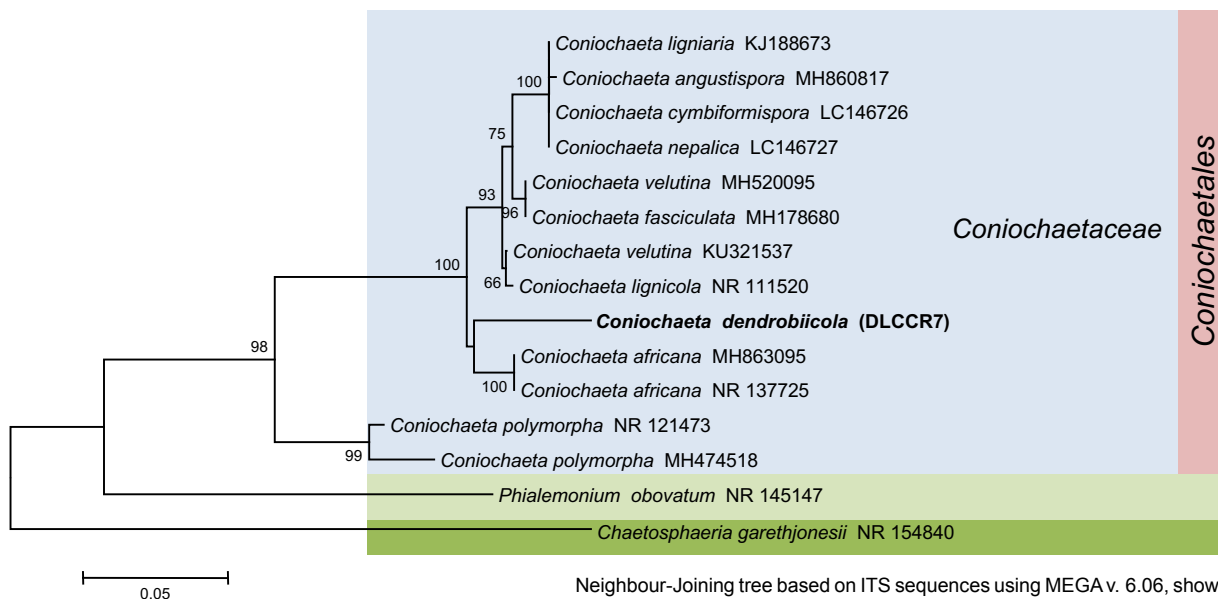 Coniochaeta ligniaria KJ188673
100
Coniochaeta angustispora MH860817
Coniochaeta cymbiformispora LC146726
75
Coniochaeta nepalica LC146727
Coniochaeta velutina MH520095
93
96
Coniochaeta fasciculata MH178680
Coniochaetaceae
Coniochaetales
Coniochaeta velutina KU321537
100
66
Coniochaeta lignicola NR 111520
Coniochaeta dendrobiicola (DLCCR7)
98
Coniochaeta africana MH863095
100
Coniochaeta africana NR 137725
Coniochaeta polymorpha NR 121473
99
Coniochaeta polymorpha MH474518
Phialemonium obovatum NR 145147
Chaetosphaeria garethjonesii NR 154840
0.05
Neighbour-Joining tree based on ITS sequences using MEGA v. 6.06, show